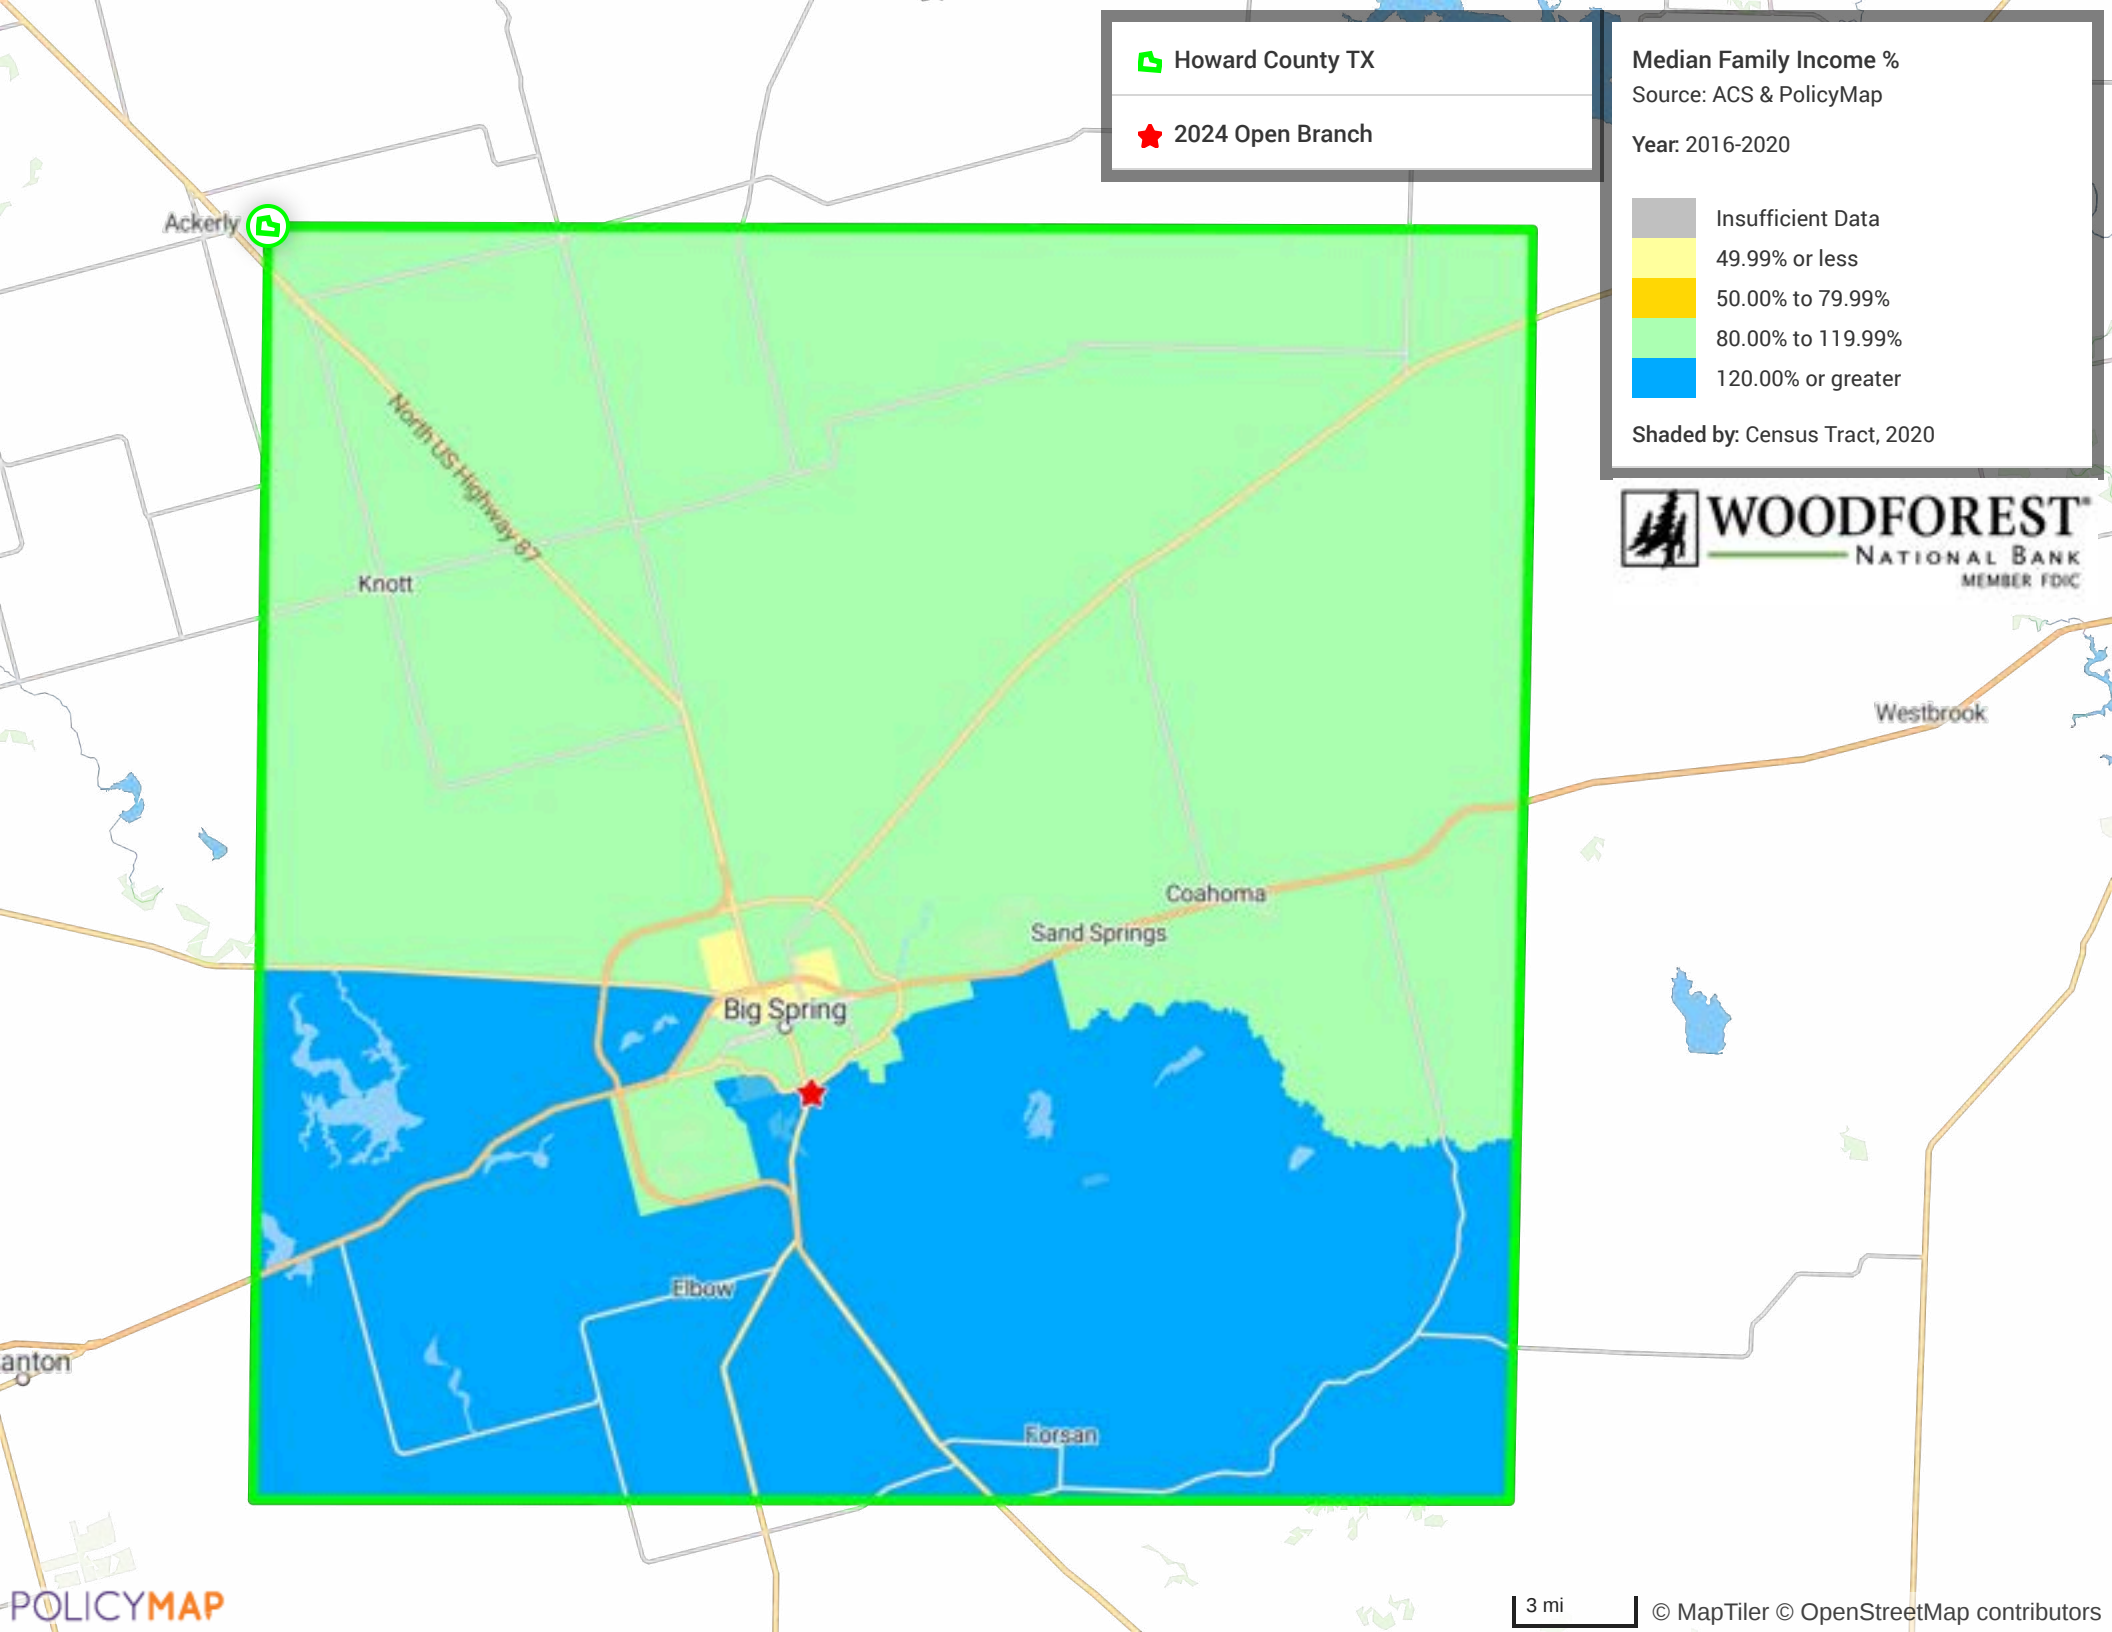 Howard County TX
2024 Open Branch
Median Family Income %
Source: ACS & PolicyMap
Year: 2016-2020
Insufficient Data
49.99% or less
50.00% to 79.99%
80.00% to 119.99%
120.00% or greater
Shaded by: Census Tract, 2020
WOODFOREST®
NATIONAL BANK
MEMBER FDIC
Ackerly
North US Highway 87
Knott
Westbrook
Coahoma
Sand Springs
Big Spring
Elbow
anton
Forsan
POLICYMAP
3 mi
© MapTiler © OpenStreetMap contributors